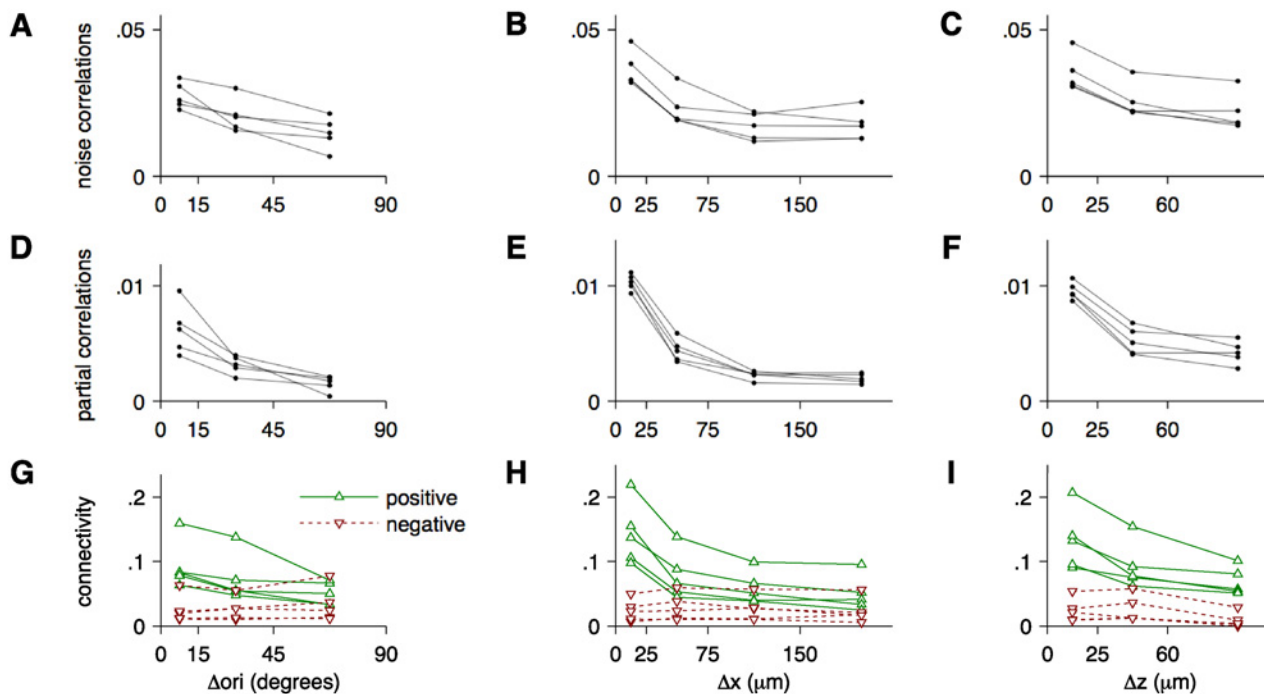 A
B
C
noise correlations
.05
0
0 15 45 90
.05
0
0 25 75 150
.05
0
0 25 60
D
E
F
partial correlations
.01
0
0 15 45 90
.01
0
0 25 75 150
.01
0
0 25 60
G
H
I
connectivity
.2
.1
0
positive
negative
0 15 45 90
Δori (degrees)
.2
.1
0
0 25 75 150
Δx (μm)
.2
.1
0
0 25 60
Δz (μm)